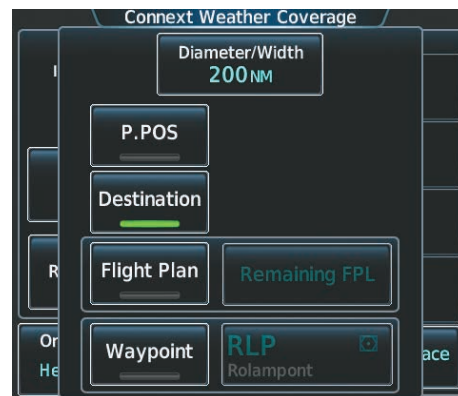 Connext Weather Coverage
Diameter/Width
200NM
P.POS
Destination
Flight Plan
Remaining FPL
Waypoint
RLP
Rolampont